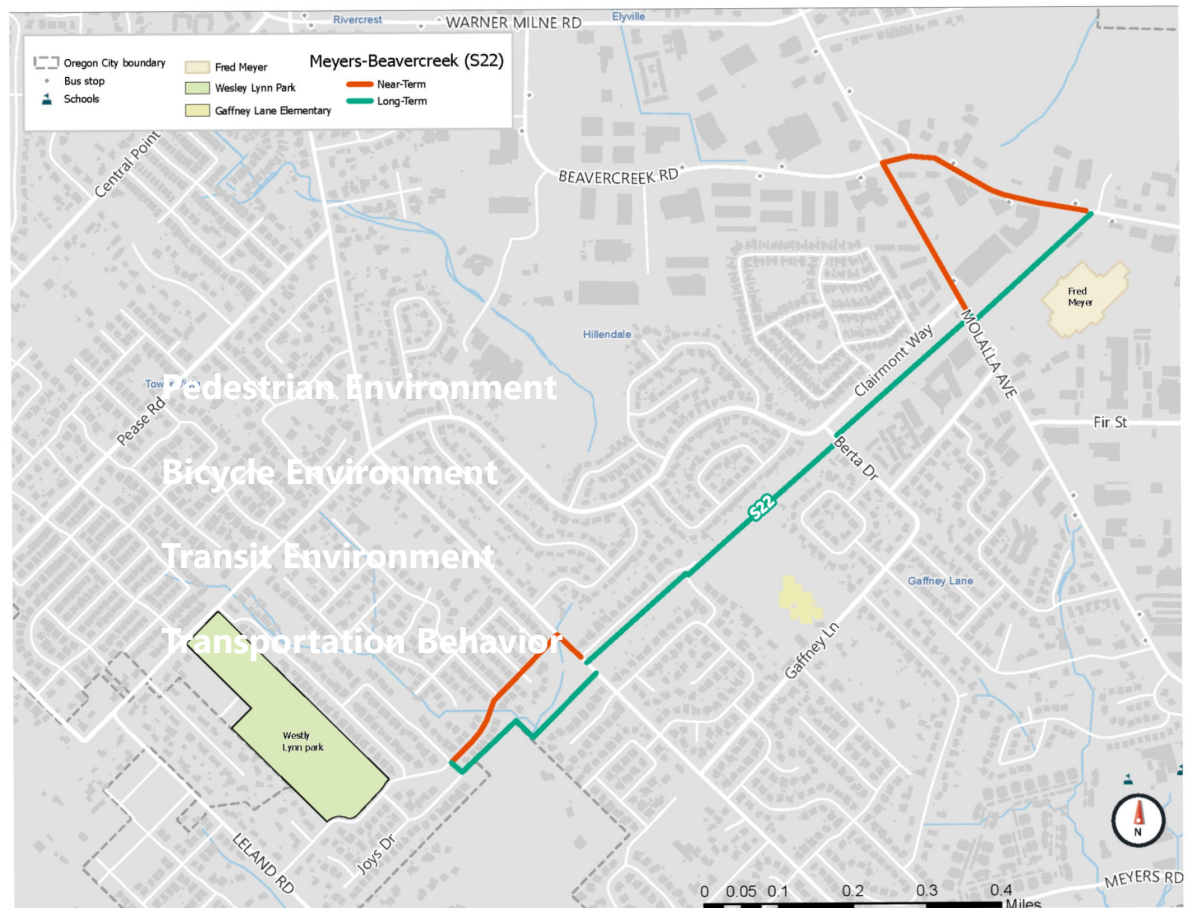 Rivercrest
WARNER MILNE RD
Elyville
Oregon City boundary
Bus stop
Schools
Fred Meyer
Wesley Lynn Park
Gaffney Lane Elementary
Meyers-Beavercreek (S22)
Near-Term
Long-Term
Central Point
BEAVERCREEK RD
Fred
Meyer
Hillendale
MOLALLA AVE
Clairmont Way
Pedestrian Environment
Pease Rd
Fir St
Berta Dr
Bicycle Environment
S22
Transit Environment
Gaffney Lane
Transportation Behavior
Gaffney Ln
Westly
Lynn park
Joys Dr
LELAND RD
N
MEYERS RD
0 0.05 0.1 0.2 0.3 0.4
Miles